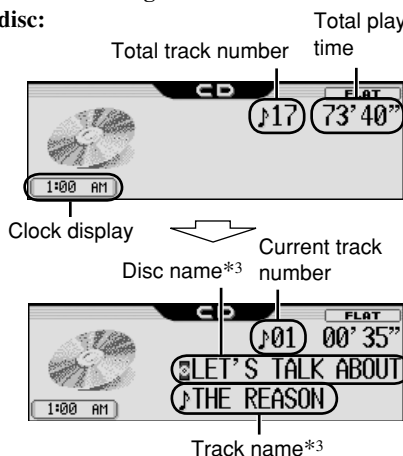 disc:
Total play
time
Total track number
CD
FLAT
♪17 73'40"
1:00 AM
Clock display
Disc name*3
Current track
number
CD
FLAT
♪01 00'35"
LET'S TALK ABOUT
♪THE REASON
1:00 AM
Track name*3